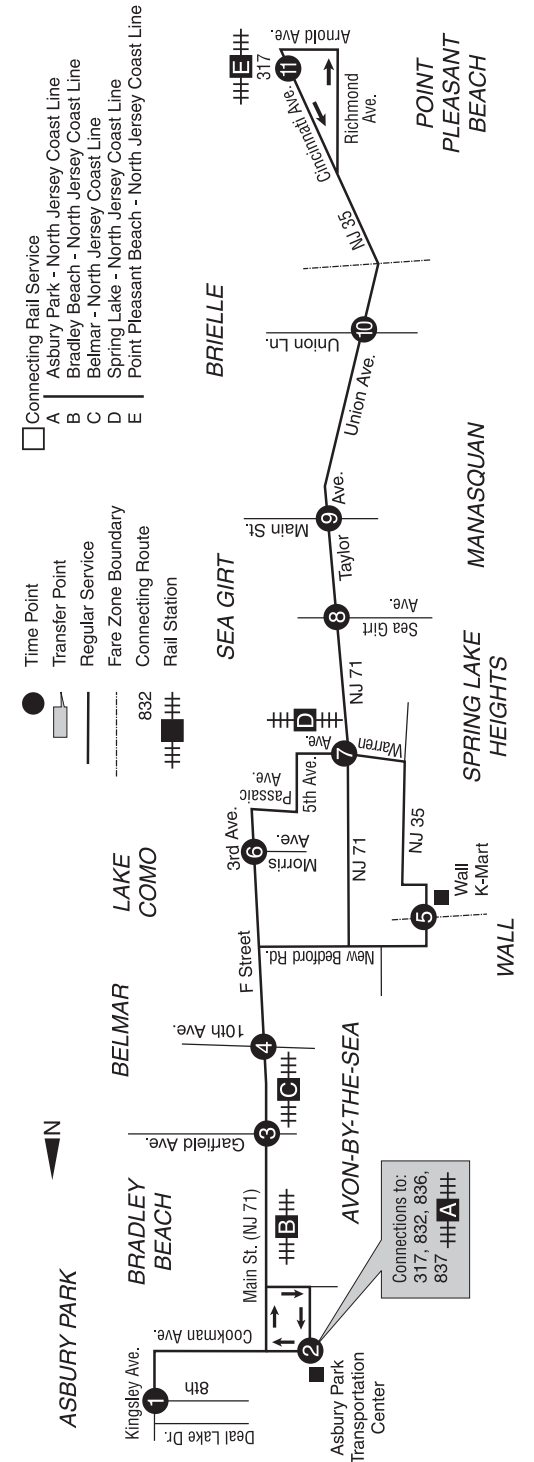 Connecting Rail Service
A Asbury Park - North Jersey Coast Line
B Bradley Beach - North Jersey Coast Line
C Belmar - North Jersey Coast Line
D Spring Lake - North Jersey Coast Line
E Point Pleasant Beach - North Jersey Coast Line
Time Point
Transfer Point
Regular Service
Fare Zone Boundary
832 Connecting Route
Rail Station
N
ASBURY PARK
BRADLEY
BEACH
BELMAR
LAKE
COMO
SEA GIRT
BRIELLE
Kingsley Ave.
1
8th
Deal Lake Dr.
Cookman Ave.
2
Asbury Park
Transportation
Center
Connections to:
317, 832, 836,
837 A
Main St. (NJ 71)
B
Garfield Ave.
3
C
10th Ave.
4
AVON-BY-THE-SEA
F Street
New Bedford Rd.
5
Wall
K-Mart
WALL
NJ 35
NJ 71
3rd Ave.
6
Morris
Ave.
Passaic
Ave.
5th Ave.
7
Warren
Ave.
D
SPRING LAKE
HEIGHTS
NJ 71
8
Sea Girt
Ave.
Taylor
Ave.
Main St.
9
MANASQUAN
Union Ave.
Union Ln.
10
NJ 35
Cincinnati Ave.
Richmond
Ave.
Arnold Ave.
11
317
E
POINT
PLEASANT
BEACH